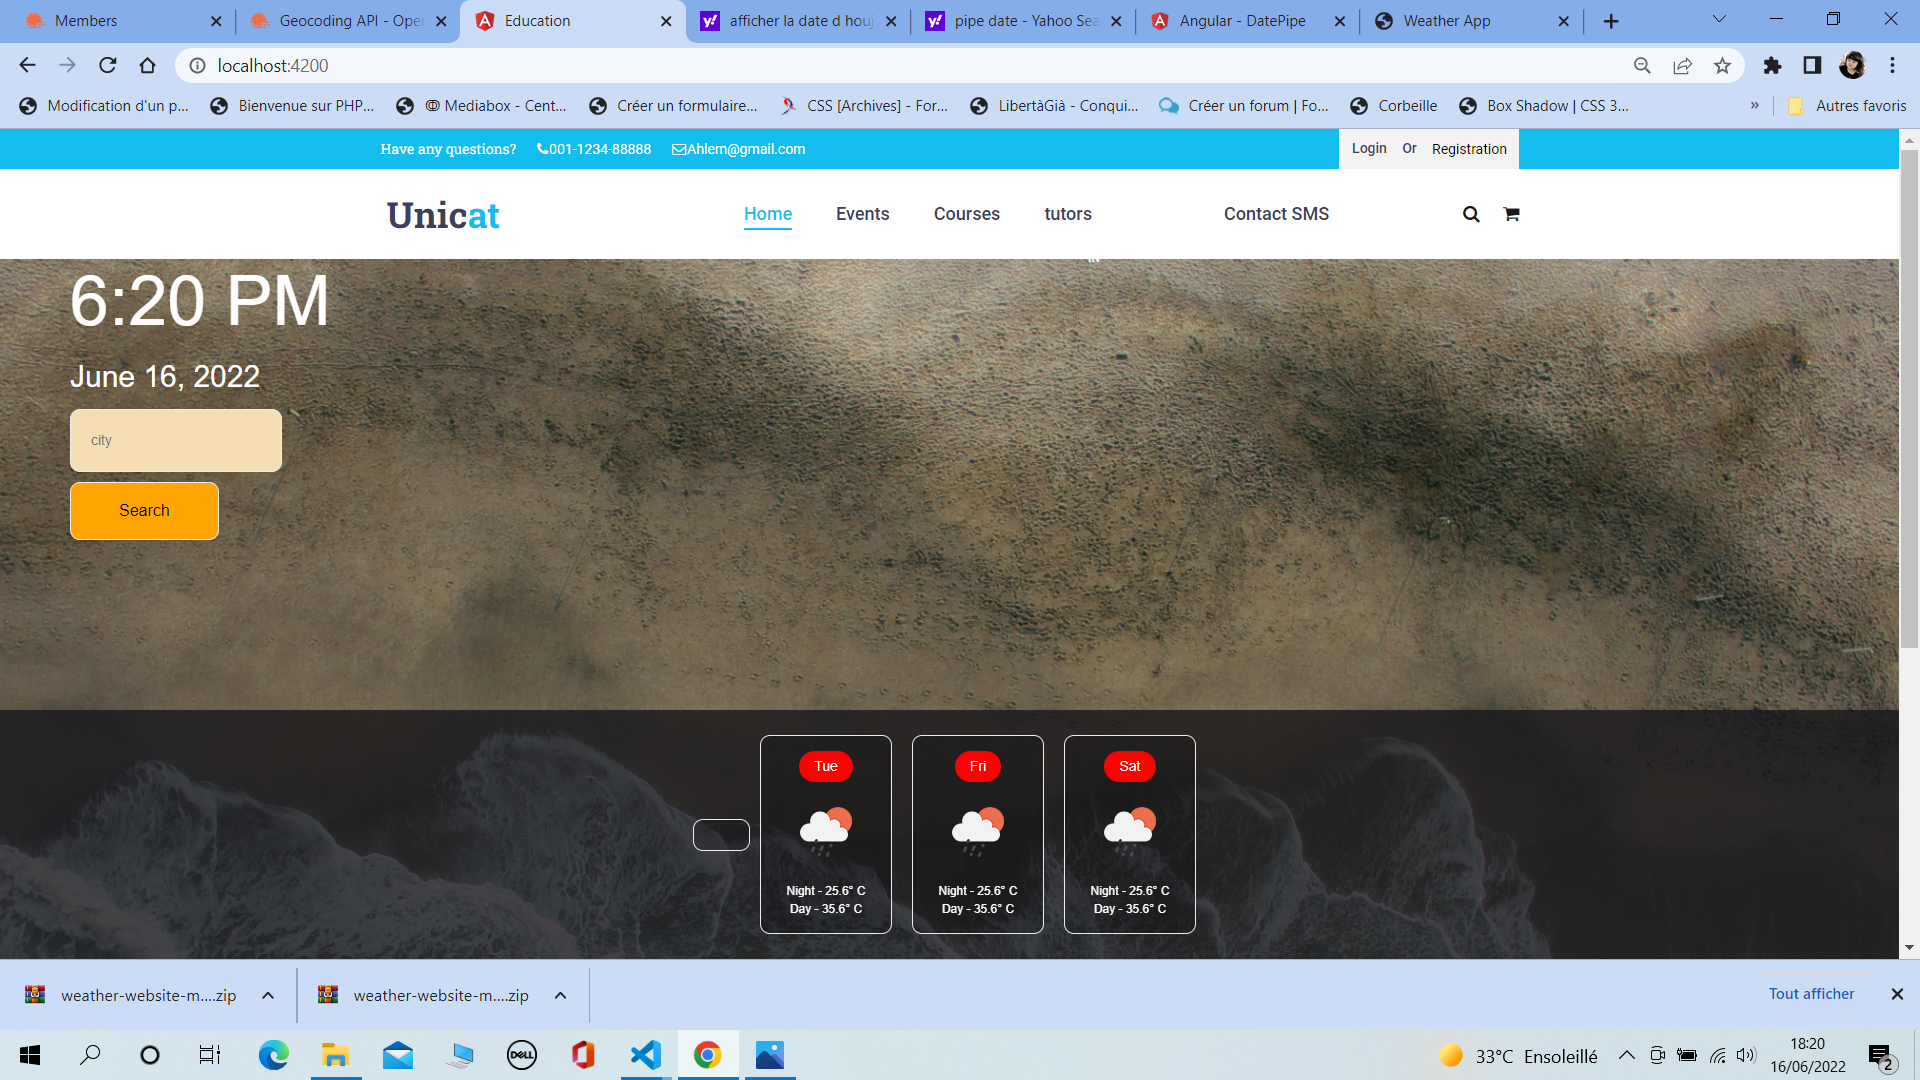 Members
Geocoding API - Ope
Education
afficher la date d houj
pipe date - Yahoo Sea
Angular - DatePipe
Weather App
localhost:4200
Modification d'un p...
Bienvenue sur PHP...
Mediabox - Cent...
Créer un formulaire...
CSS [Archives] - For...
LibertàGià - Conqui...
Créer un forum | Fo...
Corbeille
Box Shadow | CSS 3...
»
Autres favoris
Have any questions? 001-1234-88888 Ahlem@gmail.com
Login Or Registration
Unicat
Home Events Courses tutors Contact SMS
6:20 PM
June 16, 2022
city
Search
Tue
Fri
Sat
Night - 25.6° C
Day - 35.6° C
Night - 25.6° C
Day - 35.6° C
Night - 25.6° C
Day - 35.6° C
weather-website-m....zip
weather-website-m....zip
Tout afficher
DELL
33°C Ensoleillé
18:20
16/06/2022
2